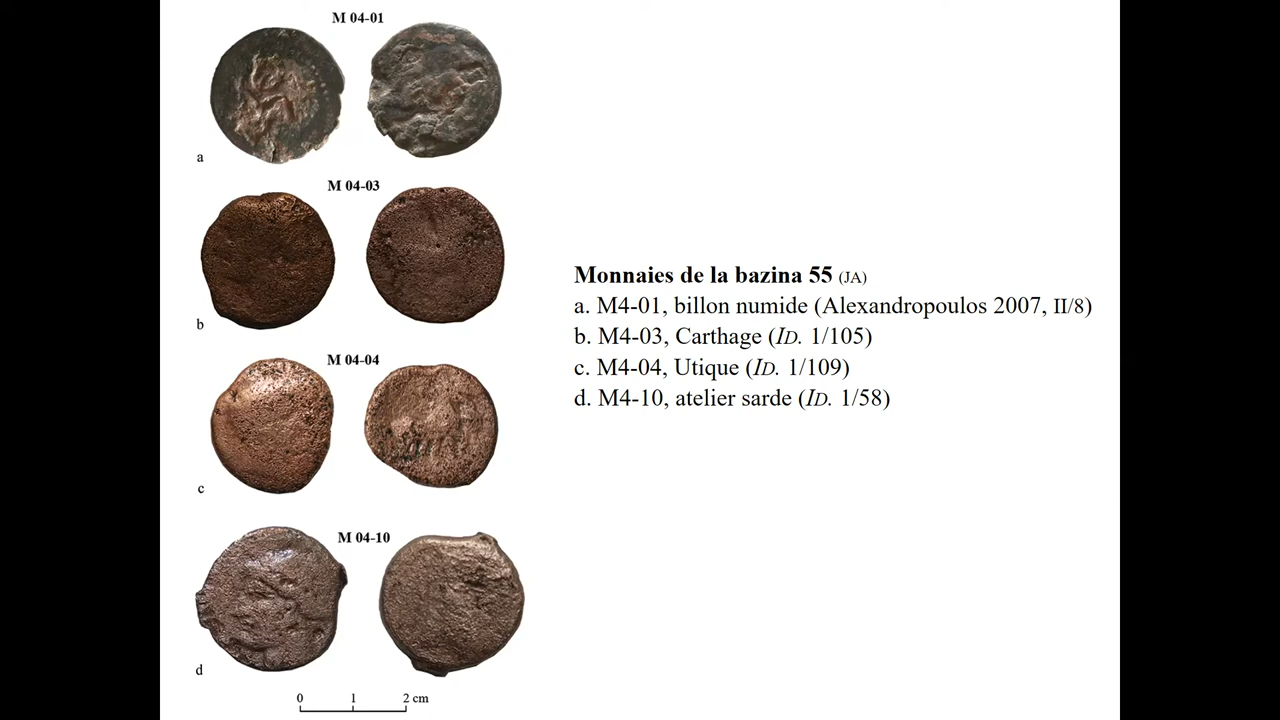 M 04-01
a
M 04-03
b
M 04-04
c
M 04-10
d
0 1 2 cm
Monnaies de la bazina 55 (JA)
a. M4-01, billon numide (Alexandropoulos 2007, II/8)
b. M4-03, Carthage (ID. 1/105)
c. M4-04, Utique (ID. 1/109)
d. M4-10, atelier sarde (ID. 1/58)